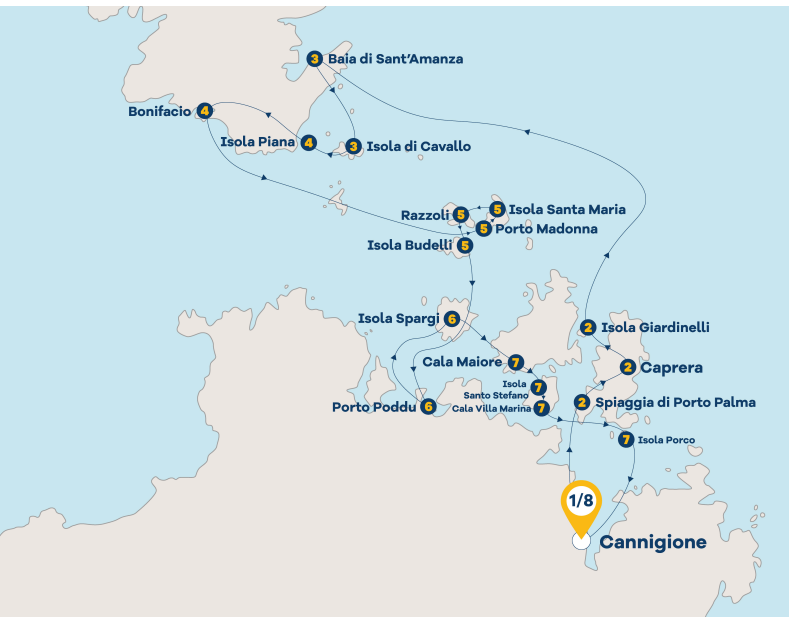 3 Baia di Sant'Amanza
Bonifacio 4
Isola Piana 4
3 Isola di Cavallo
Razzoli 5
5 Isola Santa Maria
5 Porto Madonna
Isola Budelli 5
Isola Spargi 6
2 Isola Giardinelli
Cala Maiore 7
2 Caprera
Isola
Santo Stefano
7
Cala Villa Marina 7
2 Spiaggia di Porto Palma
Porto Poddu 6
7 Isola Porco
1/8
Cannigione